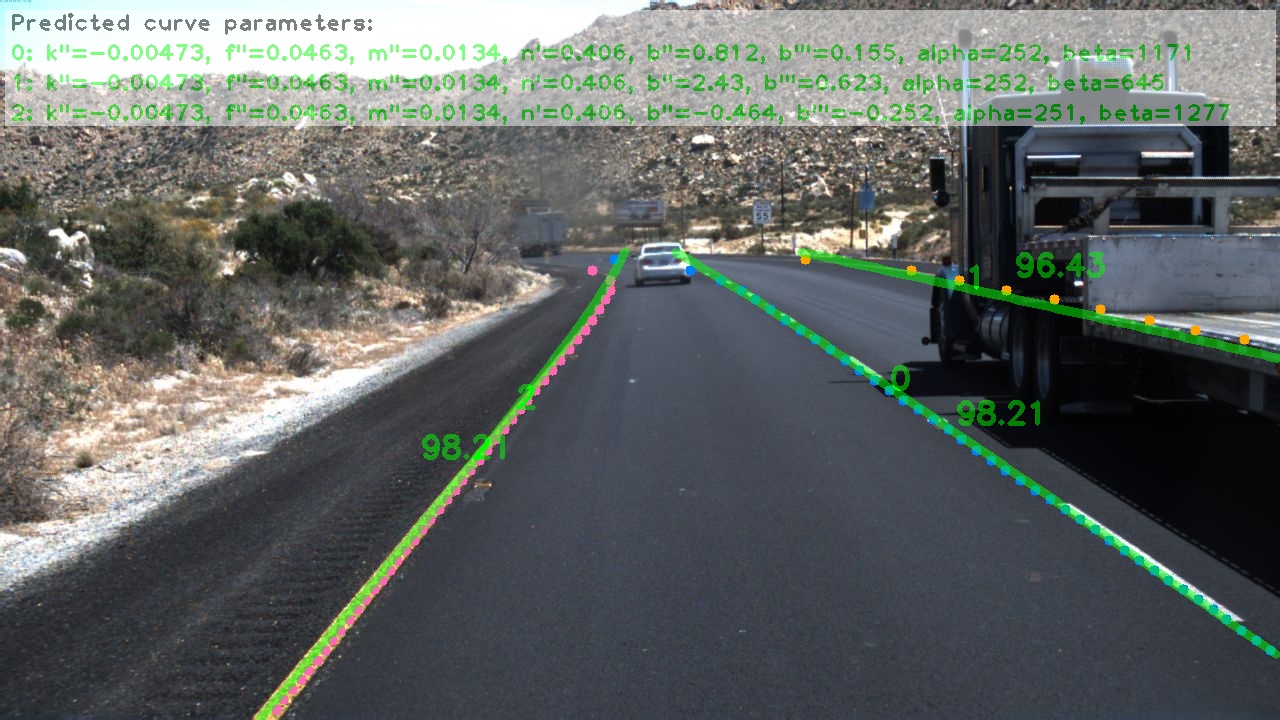 Predicted curve parameters:
0: k''=-0.00473, f''=0.0463, m''=0.0134, n'=0.406, b''=0.812, b'''=0.155, alpha=252, beta=1171
1: k''=-0.00473, f''=0.0463, m''=0.0134, n'=0.406, b''=2.43, b'''=0.623, alpha=252, beta=645
2: k''=-0.00473, f''=0.0463, m''=0.0134, n'=0.406, b''=-0.464, b'''=-0.252, alpha=251, beta=1277
55
1
96.43
0
98.21
2
98.21